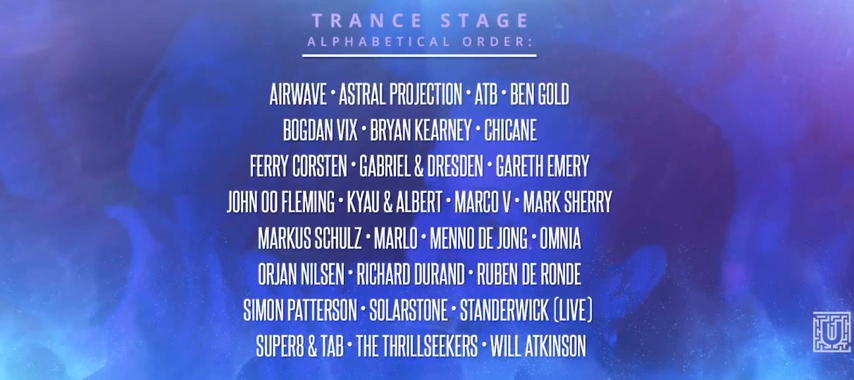 TRANCE STAGE
ALPHABETICAL ORDER:
AIRWAVE • ASTRAL PROJECTION • ATB • BEN GOLD
BOGDAN VIX • BRYAN KEARNEY • CHICANE
FERRY CORSTEN • GABRIEL & DRESDEN • GARETH EMERY
JOHN OO FLEMING • KYAU & ALBERT • MARCO V • MARK SHERRY
MARKUS SCHULZ • MARLO • MENNO DE JONG • OMNIA
ORJAN NILSEN • RICHARD DURAND • RUBEN DE RONDE
SIMON PATTERSON • SOLARSTONE • STANDERWICK (LIVE)
SUPER8 & TAB • THE THRILLSEEKERS • WILL ATKINSON
U